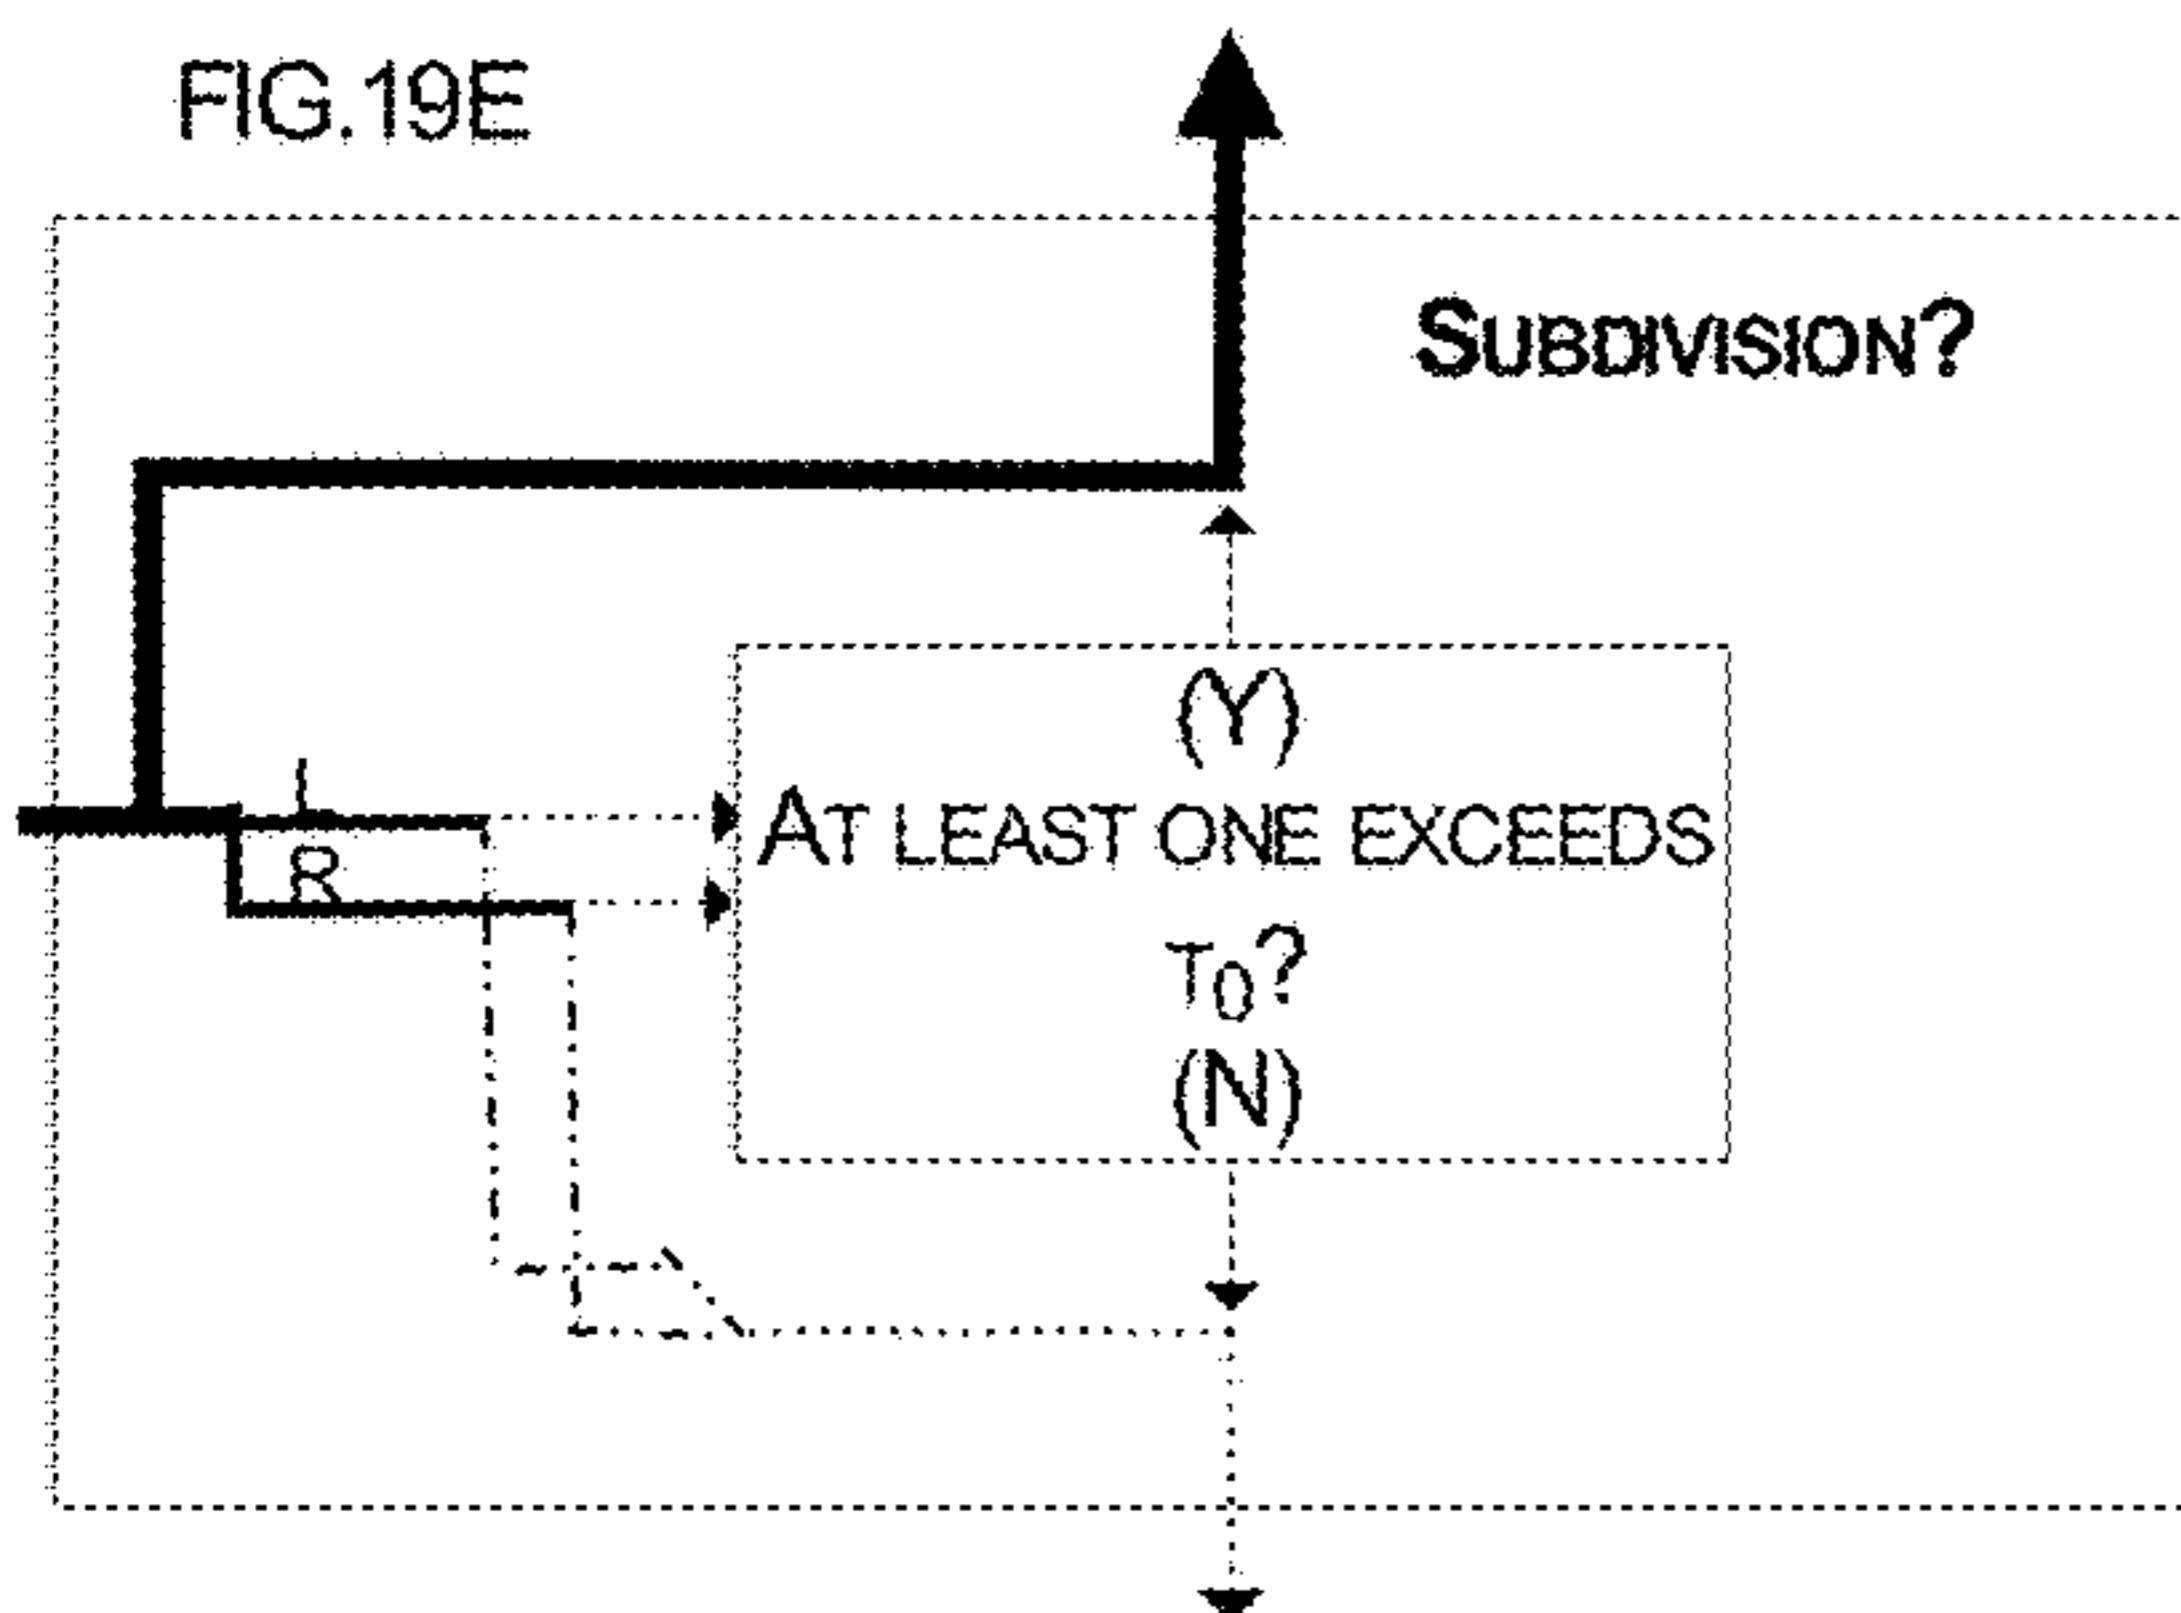 FIG.19E
SUBDIVISION?
(Y)
L
AT LEAST ONE EXCEEDS
R
T0?
(N)